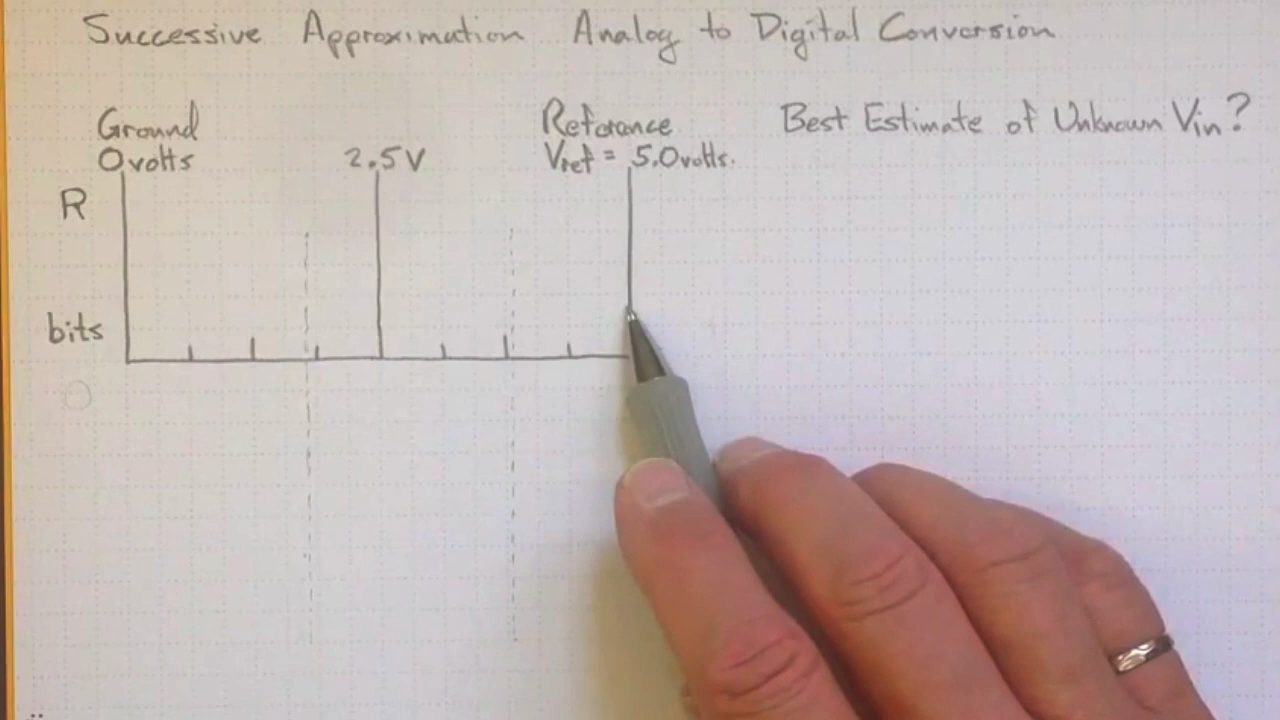 Successive Approximation Analog to Digital Conversion
Ground Reference Best Estimate of Unknown Vin?
0 volts 2.5V Vref = 5.0 volts.
R
bits
0